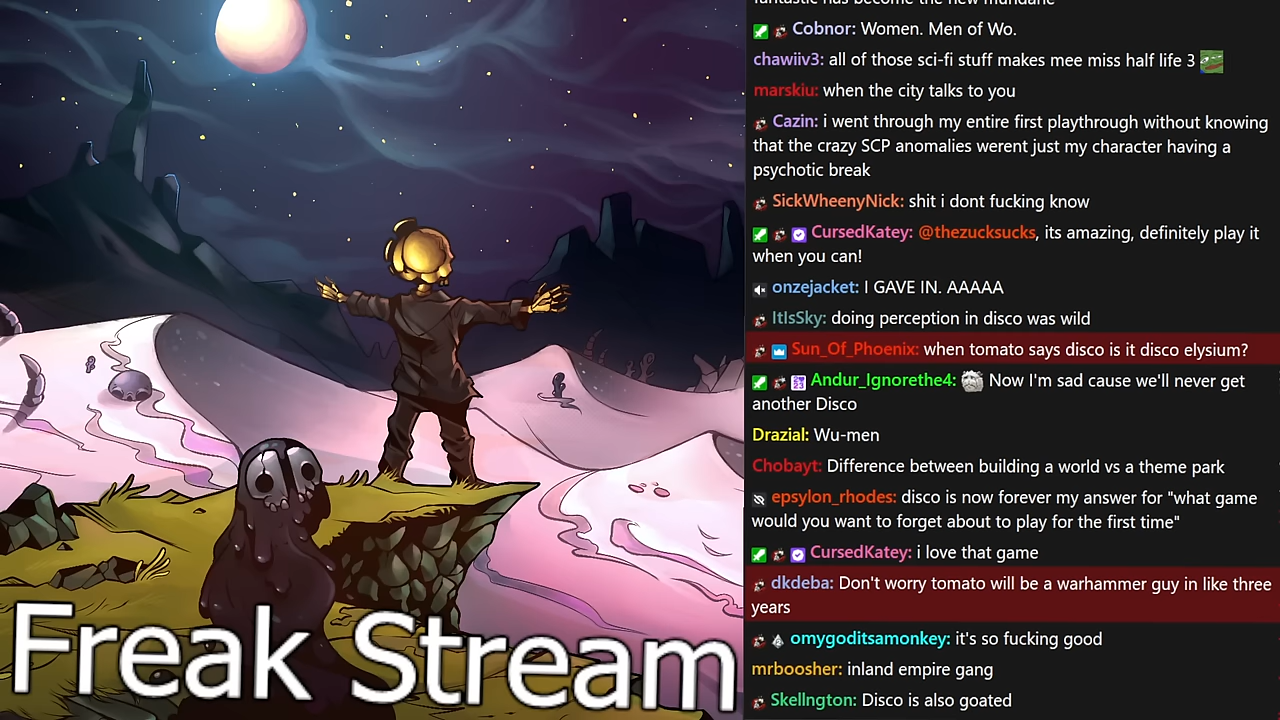 fantastic has become the new mundane
Cobnor: Women. Men of Wo.
chawiiv3: all of those sci-fi stuff makes mee miss half life 3
marskiu: when the city talks to you
Cazin: i went through my entire first playthrough without knowing
that the crazy SCP anomalies werent just my character having a
psychotic break
SickWheenyNick: shit i dont fucking know
CursedKatey: @thezucksucks, its amazing, definitely play it
when you can!
onzejacket: I GAVE IN. AAAAA
ItIsSky: doing perception in disco was wild
Sun_Of_Phoenix: when tomato says disco is it disco elysium?
23 Andur_Ignorethe4: Now I'm sad cause we'll never get
another Disco
Drazial: Wu-men
Chobayt: Difference between building a world vs a theme park
epsylon_rhodes: disco is now forever my answer for "what game
would you want to forget about to play for the first time"
CursedKatey: i love that game
dkdeba: Don't worry tomato will be a warhammer guy in like three
years
omygoditsamonkey: it's so fucking good
mrboosher: inland empire gang
Skellngton: Disco is also goated
Freak Stream